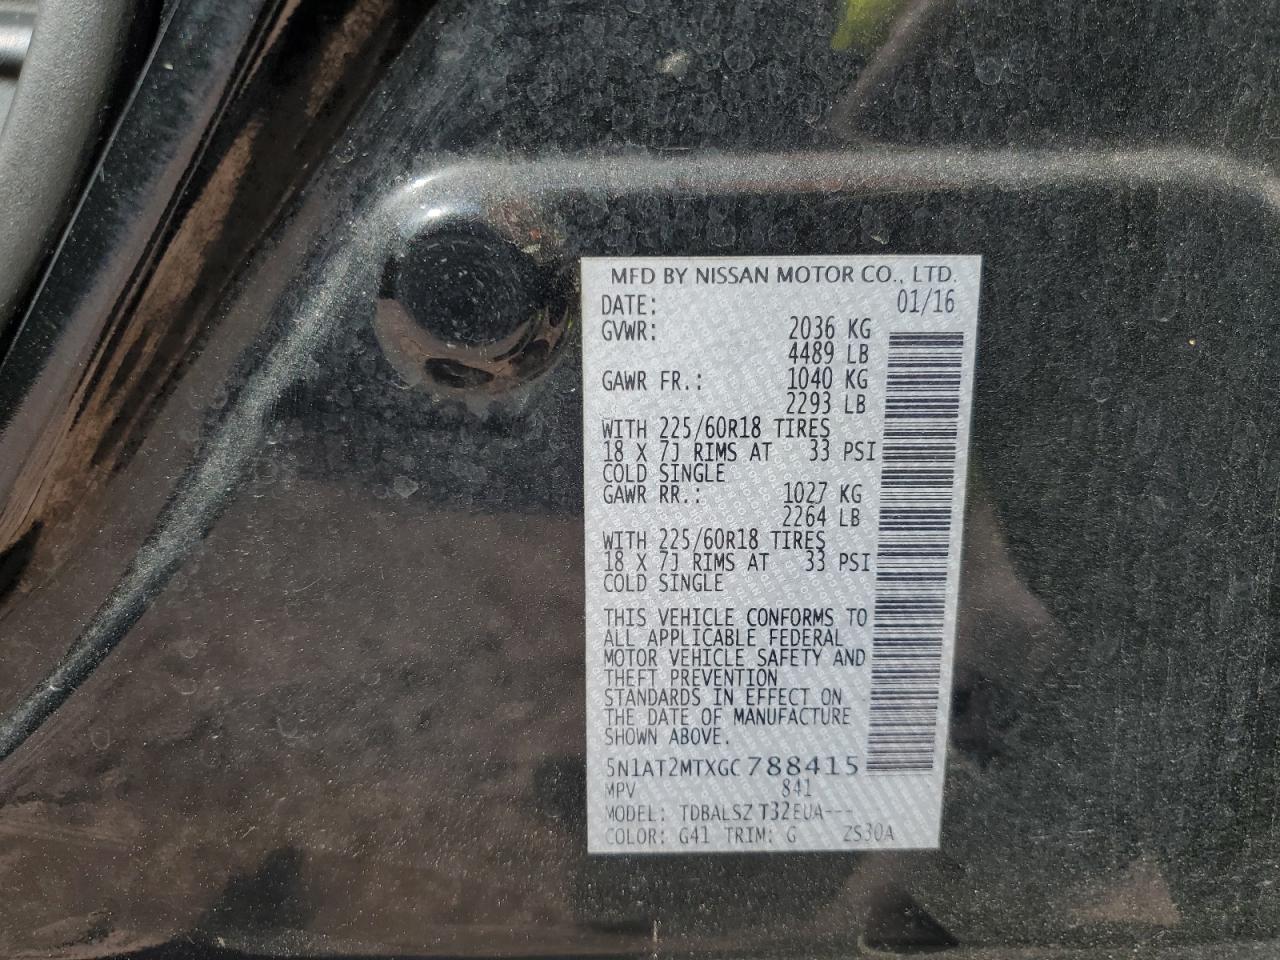 MFD BY NISSAN MOTOR CO., LTD.
DATE: 01/16
GVWR: 2036 KG
4489 LB
GAWR FR.: 1040 KG
2293 LB
WITH 225/60R18 TIRES
18 X 7J RIMS AT 33 PSI
COLD SINGLE
GAWR RR.: 1027 KG
2264 LB
WITH 225/60R18 TIRES
18 X 7J RIMS AT 33 PSI
COLD SINGLE
THIS VEHICLE CONFORMS TO
ALL APPLICABLE FEDERAL
MOTOR VEHICLE SAFETY AND
THEFT PREVENTION
STANDARDS IN EFFECT ON
THE DATE OF MANUFACTURE
SHOWN ABOVE.
5N1AT2MTXGC788415
MPV 841
MODEL: TDBALSZ T32EUA---
COLOR: G41 TRIM: G ZS30A